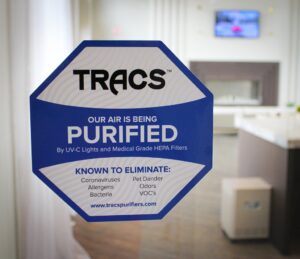 TRACS™
OUR AIR IS BEING
PURIFIED
By UV-C Lights and Medical Grade HEPA Filters
KNOWN TO ELIMINATE:
Coronaviruses Pet Dander
Allergens Odors
Bacteria VOC's
www.tracspurifiers.com